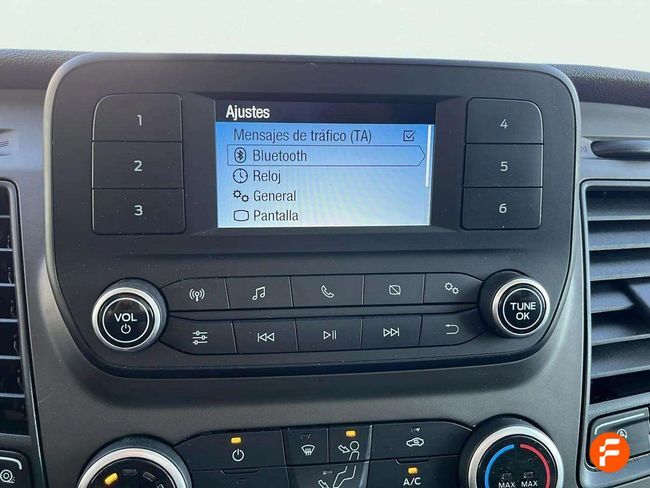 Ajustes
Mensajes de tráfico (TA)
Bluetooth
Reloj
General
Pantalla
1
2
3
4
5
6
VOL
TUNE
OK
A/C
MAX MAX
F